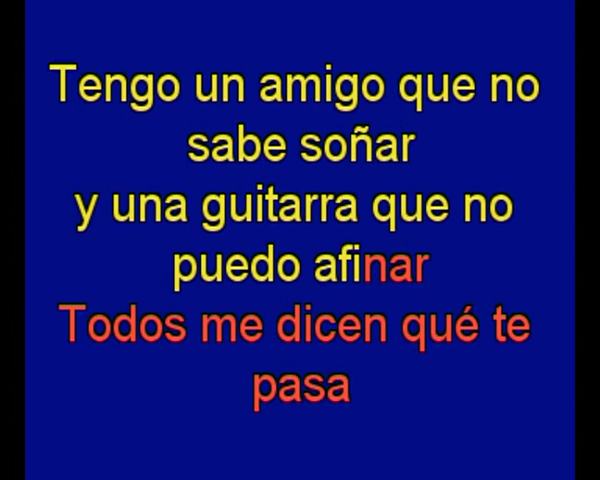 Tengo un amigo que no
sabe soñar
y una guitarra que no
puedo afinar
Todos me dicen qué te
pasa